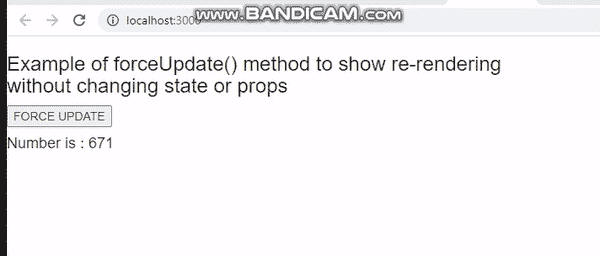 www.BANDICAM.com
localhost:3000
Example of forceUpdate() method to show re-rendering
without changing state or props
FORCE UPDATE
Number is : 671